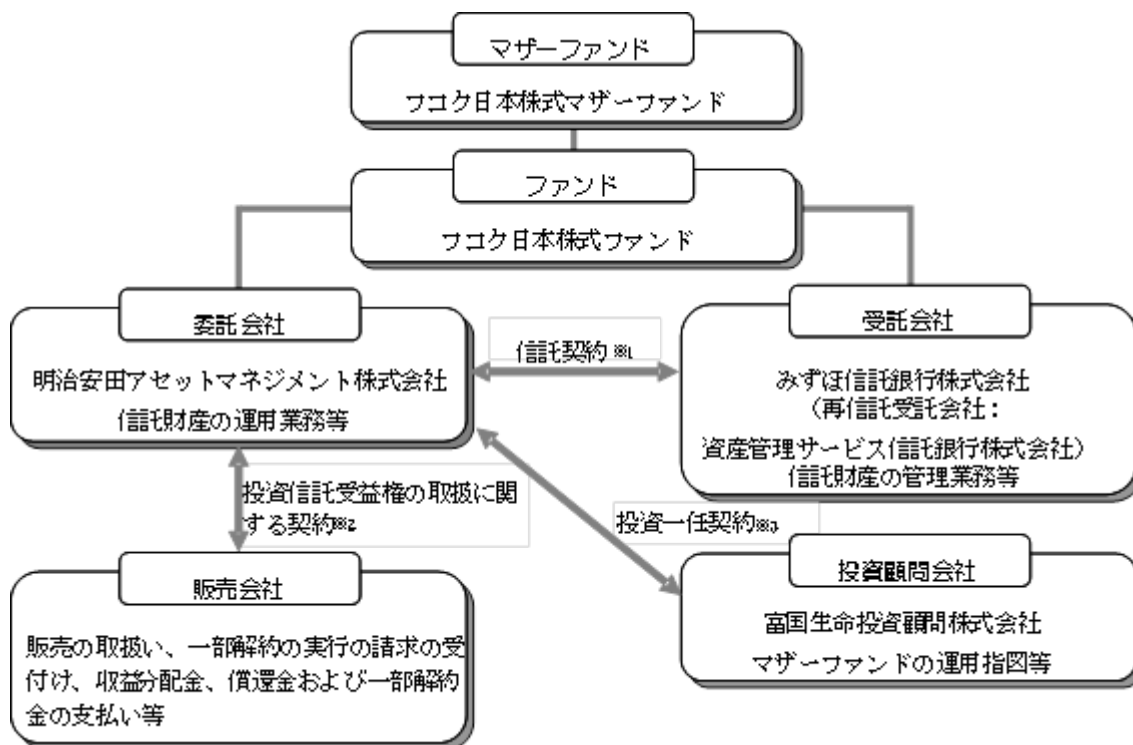 マザーファンド
フコク日本株式マザーファンド
ファンド
フコク日本株式ファンド
委託会社
明治安田アセットマネジメント株式会社
信託財産の運用業務等
信託契約※1
受託会社
みずほ信託銀行株式会社
（再信託受託会社：
資産管理サービス信託銀行株式会社）
信託財産の管理業務等
投資信託受益権の取扱に関
する契約※2
投資一任契約※3
販売会社
販売の取扱い、一部解約の実行の請求の受
付け、収益分配金、償還金および一部解約
金の支払い等
投資顧問会社
富国生命投資顧問株式会社
マザーファンドの運用指図等